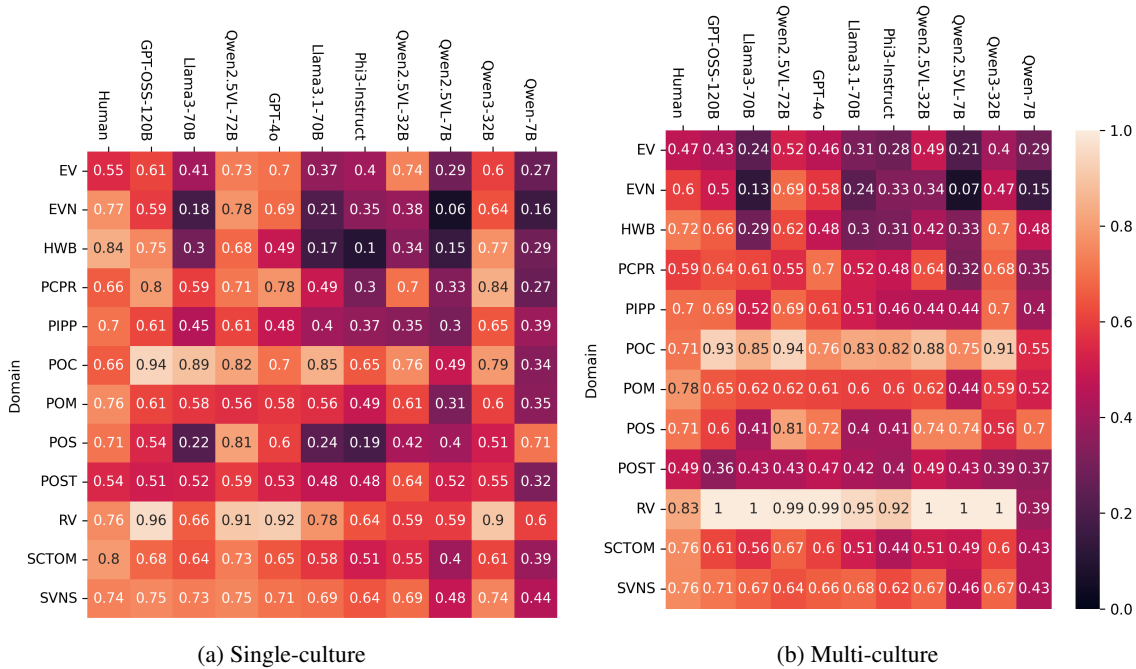 Human GPT-OSS-120B Llama3-70B Qwen2.5VL-72B GPT-4o Llama3.1-70B Phi3-Instruct Qwen2.5VL-32B Qwen2.5VL-7B Qwen3-32B Qwen-7B
Domain
EV 0.55 0.61 0.41 0.73 0.7 0.37 0.4 0.74 0.29 0.6 0.27
EVN 0.77 0.59 0.18 0.78 0.69 0.21 0.35 0.38 0.06 0.64 0.16
HWB 0.84 0.75 0.3 0.68 0.49 0.17 0.1 0.34 0.15 0.77 0.29
PCPR 0.66 0.8 0.59 0.71 0.78 0.49 0.3 0.7 0.33 0.84 0.27
PIPP 0.7 0.61 0.45 0.61 0.48 0.4 0.37 0.35 0.3 0.65 0.39
POC 0.66 0.94 0.89 0.82 0.7 0.85 0.65 0.76 0.49 0.79 0.34
POM 0.76 0.61 0.58 0.56 0.58 0.56 0.49 0.61 0.31 0.6 0.35
POS 0.71 0.54 0.22 0.81 0.6 0.24 0.19 0.42 0.4 0.51 0.71
POST 0.54 0.51 0.52 0.59 0.53 0.48 0.48 0.64 0.52 0.55 0.32
RV 0.76 0.96 0.66 0.91 0.92 0.78 0.64 0.59 0.59 0.9 0.6
SCTOM 0.8 0.68 0.64 0.73 0.65 0.58 0.51 0.55 0.4 0.61 0.39
SVNS 0.74 0.75 0.73 0.75 0.71 0.69 0.64 0.69 0.48 0.74 0.44
(a) Single-culture
Human GPT-OSS-120B Llama3-70B Qwen2.5VL-72B GPT-4o Llama3.1-70B Phi3-Instruct Qwen2.5VL-32B Qwen2.5VL-7B Qwen3-32B Qwen-7B
Domain
EV 0.47 0.43 0.24 0.52 0.46 0.31 0.28 0.49 0.21 0.4 0.29
EVN 0.6 0.5 0.13 0.69 0.58 0.24 0.33 0.34 0.07 0.47 0.15
HWB 0.72 0.66 0.29 0.62 0.48 0.3 0.31 0.42 0.33 0.7 0.48
PCPR 0.59 0.64 0.61 0.55 0.7 0.52 0.48 0.64 0.32 0.68 0.35
PIPP 0.7 0.69 0.52 0.69 0.61 0.51 0.46 0.44 0.44 0.7 0.4
POC 0.71 0.93 0.85 0.94 0.76 0.83 0.82 0.88 0.75 0.91 0.55
POM 0.78 0.65 0.62 0.62 0.61 0.6 0.6 0.62 0.44 0.59 0.52
POS 0.71 0.6 0.41 0.81 0.72 0.4 0.41 0.74 0.74 0.56 0.7
POST 0.49 0.36 0.43 0.43 0.47 0.42 0.4 0.49 0.43 0.39 0.37
RV 0.83 1 1 0.99 0.99 0.95 0.92 1 1 1 0.39
SCTOM 0.76 0.61 0.56 0.67 0.6 0.51 0.44 0.51 0.49 0.6 0.43
SVNS 0.76 0.71 0.67 0.64 0.66 0.68 0.62 0.67 0.46 0.67 0.43
1.0
0.8
0.6
0.4
0.2
0.0
(b) Multi-culture